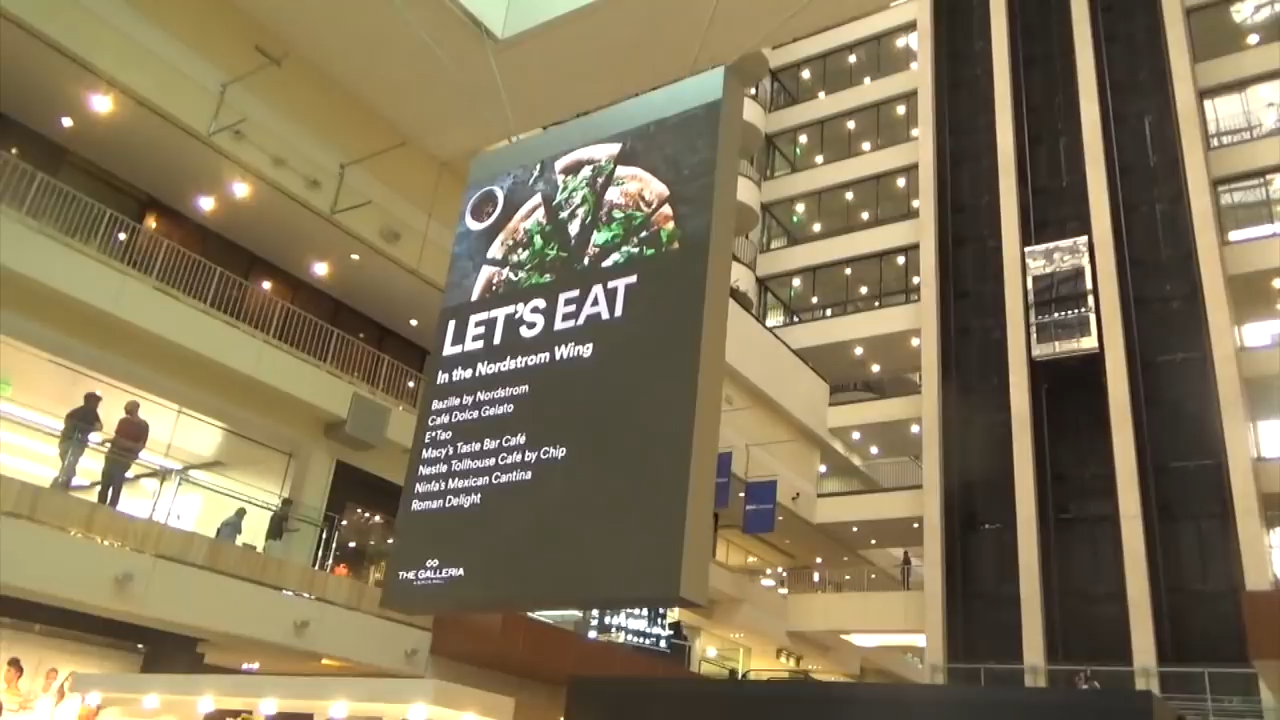 LET'S EAT
In the Nordstrom Wing
Bazille by Nordstrom
Café Dolce Gelato
E*Tao
Macy's Taste Bar Café
Nestle Tollhouse Café by Chip
Ninfa's Mexican Cantina
Roman Delight
THE GALLERIA